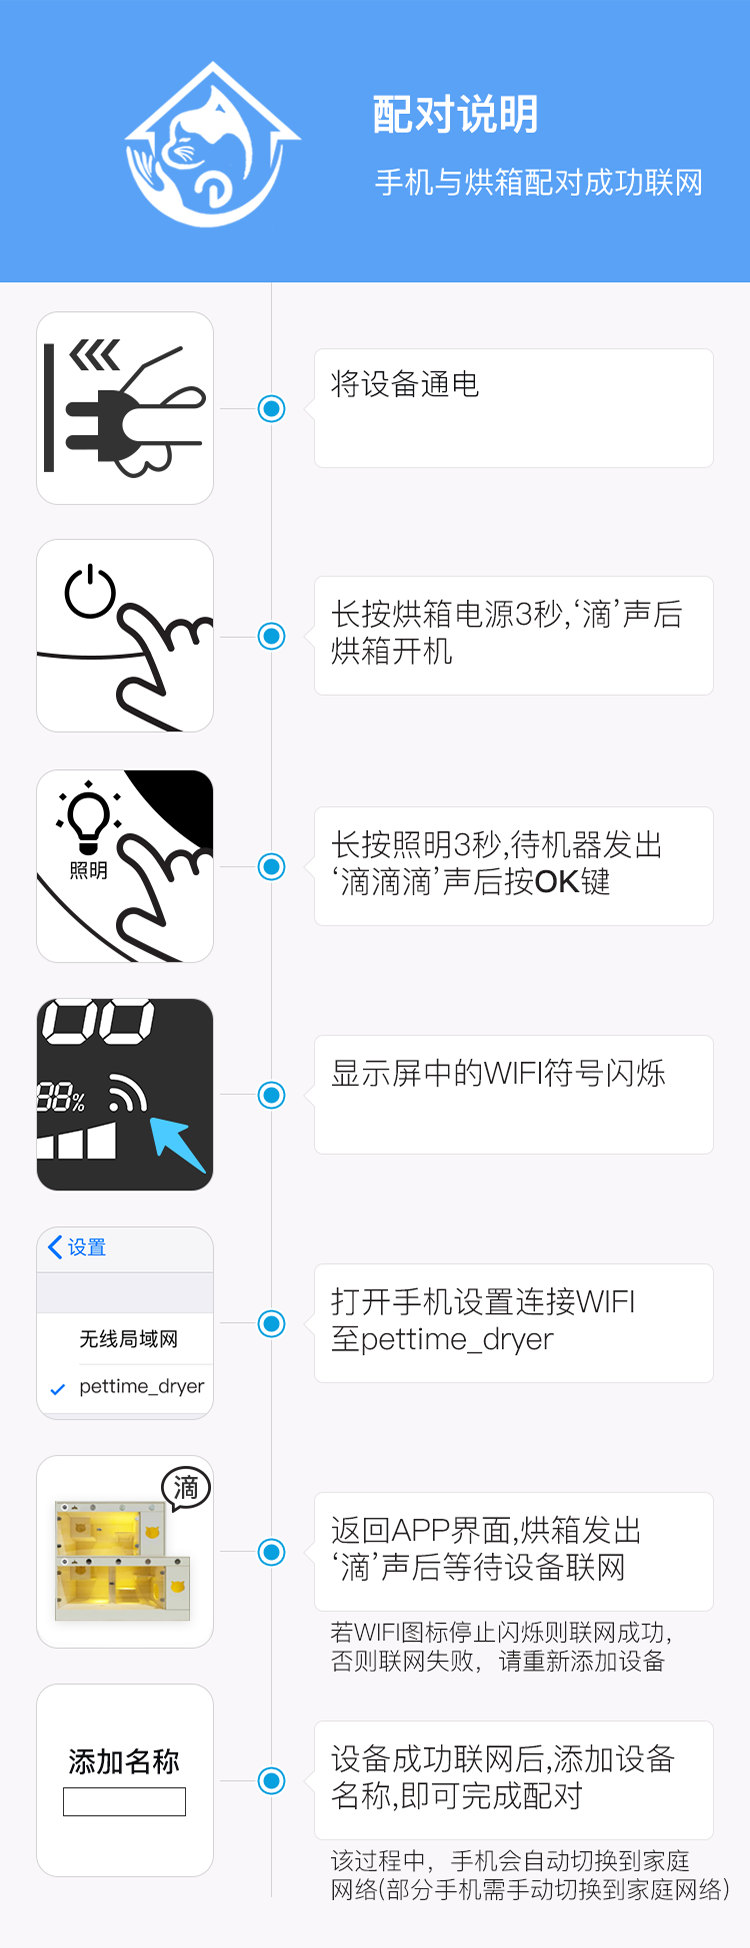 配对说明
手机与烘箱配对成功联网
将设备通电
长按烘箱电源3秒,‘滴’声后
烘箱开机
照明
长按照明3秒,待机器发出
‘滴滴滴’声后按OK键
00
88%
显示屏中的WIFI符号闪烁
设置
无线局域网
pettime_dryer
打开手机设置连接WIFI
至pettime_dryer
滴
返回APP界面,烘箱发出
‘滴’声后等待设备联网
若WIFI图标停止闪烁则联网成功,
否则联网失败，请重新添加设备
添加名称
设备成功联网后,添加设备
名称,即可完成配对
该过程中，手机会自动切换到家庭
网络(部分手机需手动切换到家庭网络)